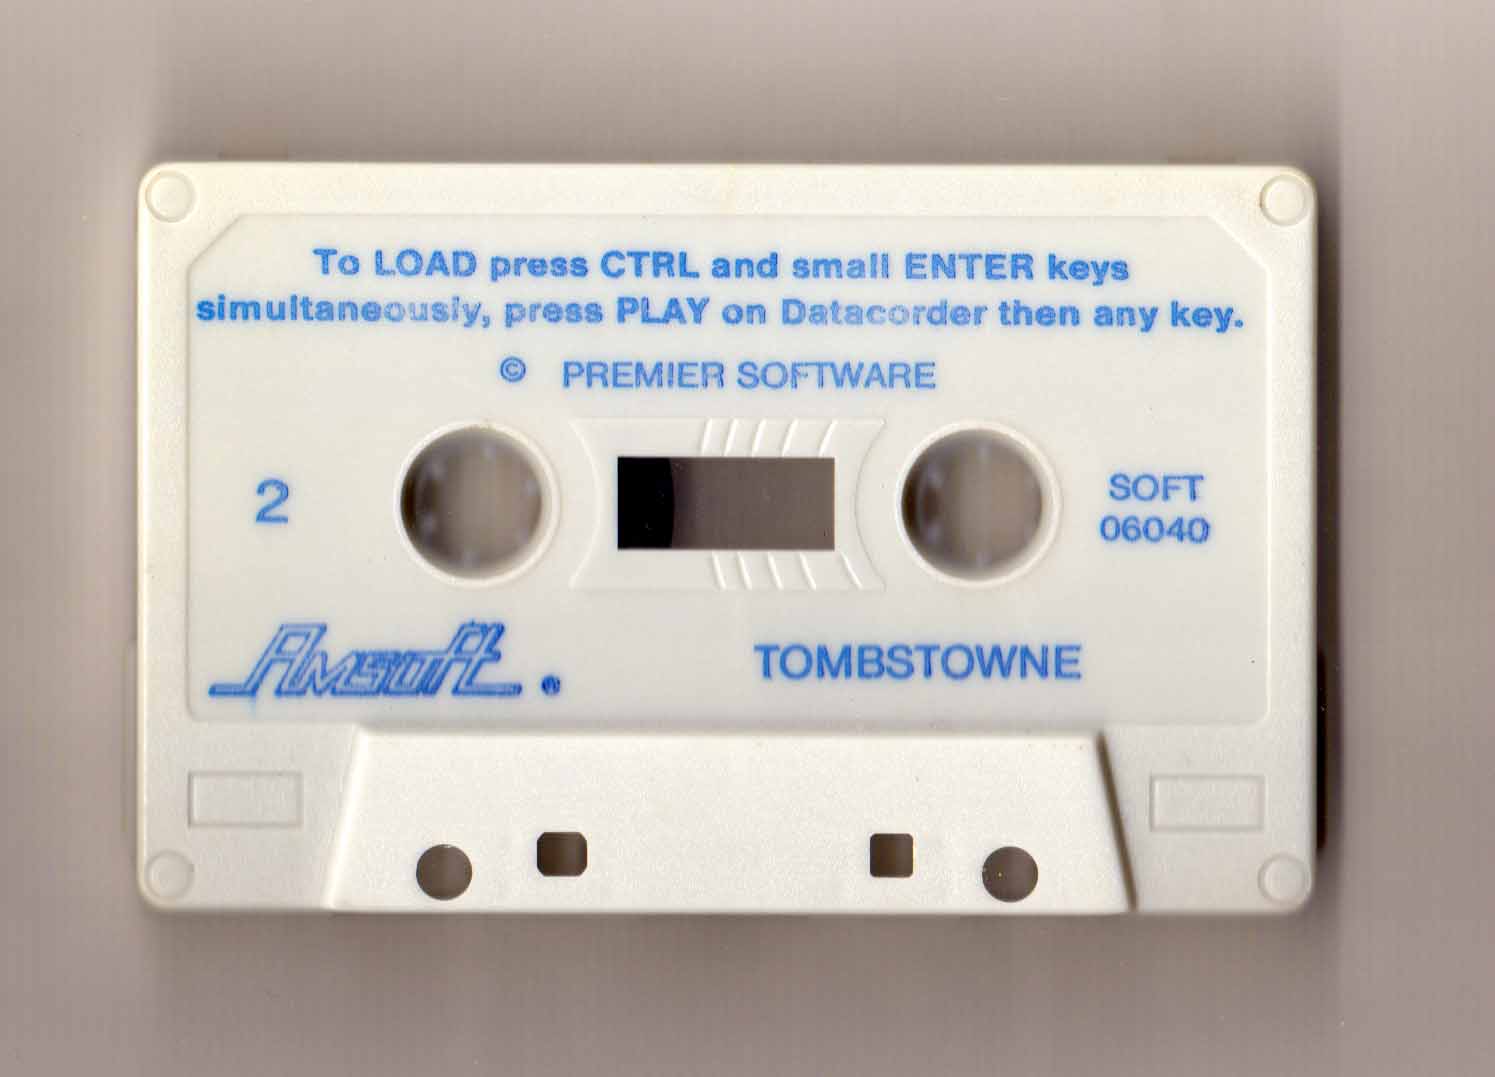 To LOAD press CTRL and small ENTER keys
simultaneously, press PLAY on Datacorder then any key.
© PREMIER SOFTWARE
2
SOFT
06040
Amsoft ®
TOMBSTOWNE